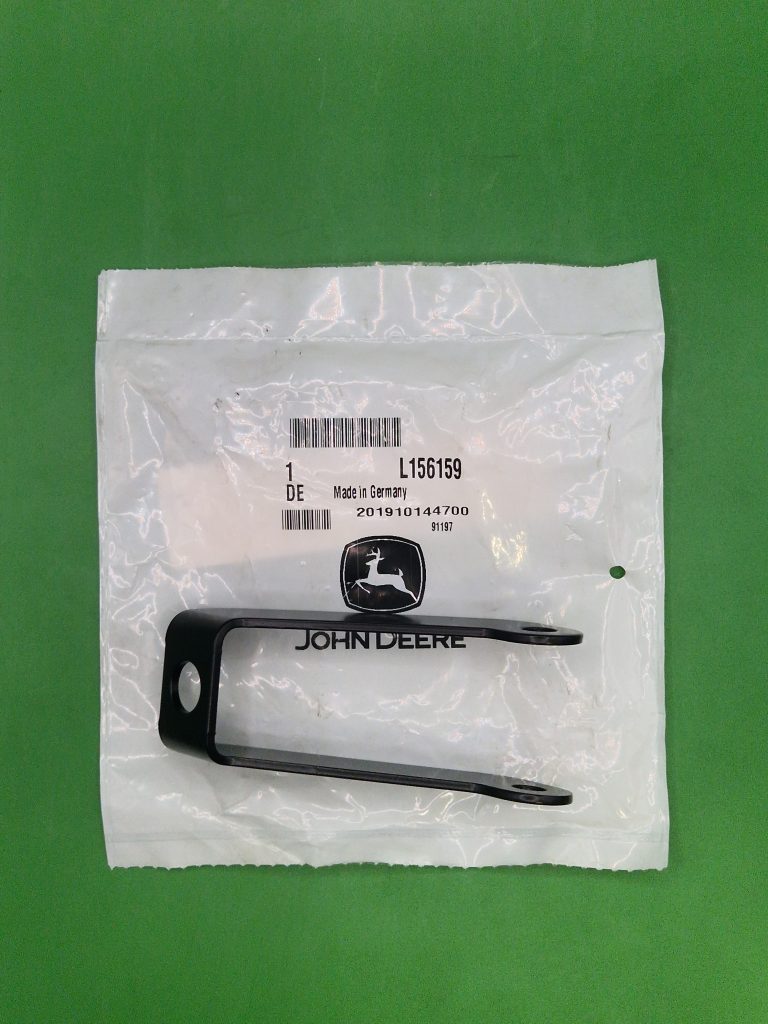 1 L156159
DE Made in Germany
201910144700
91197
JOHN DEERE